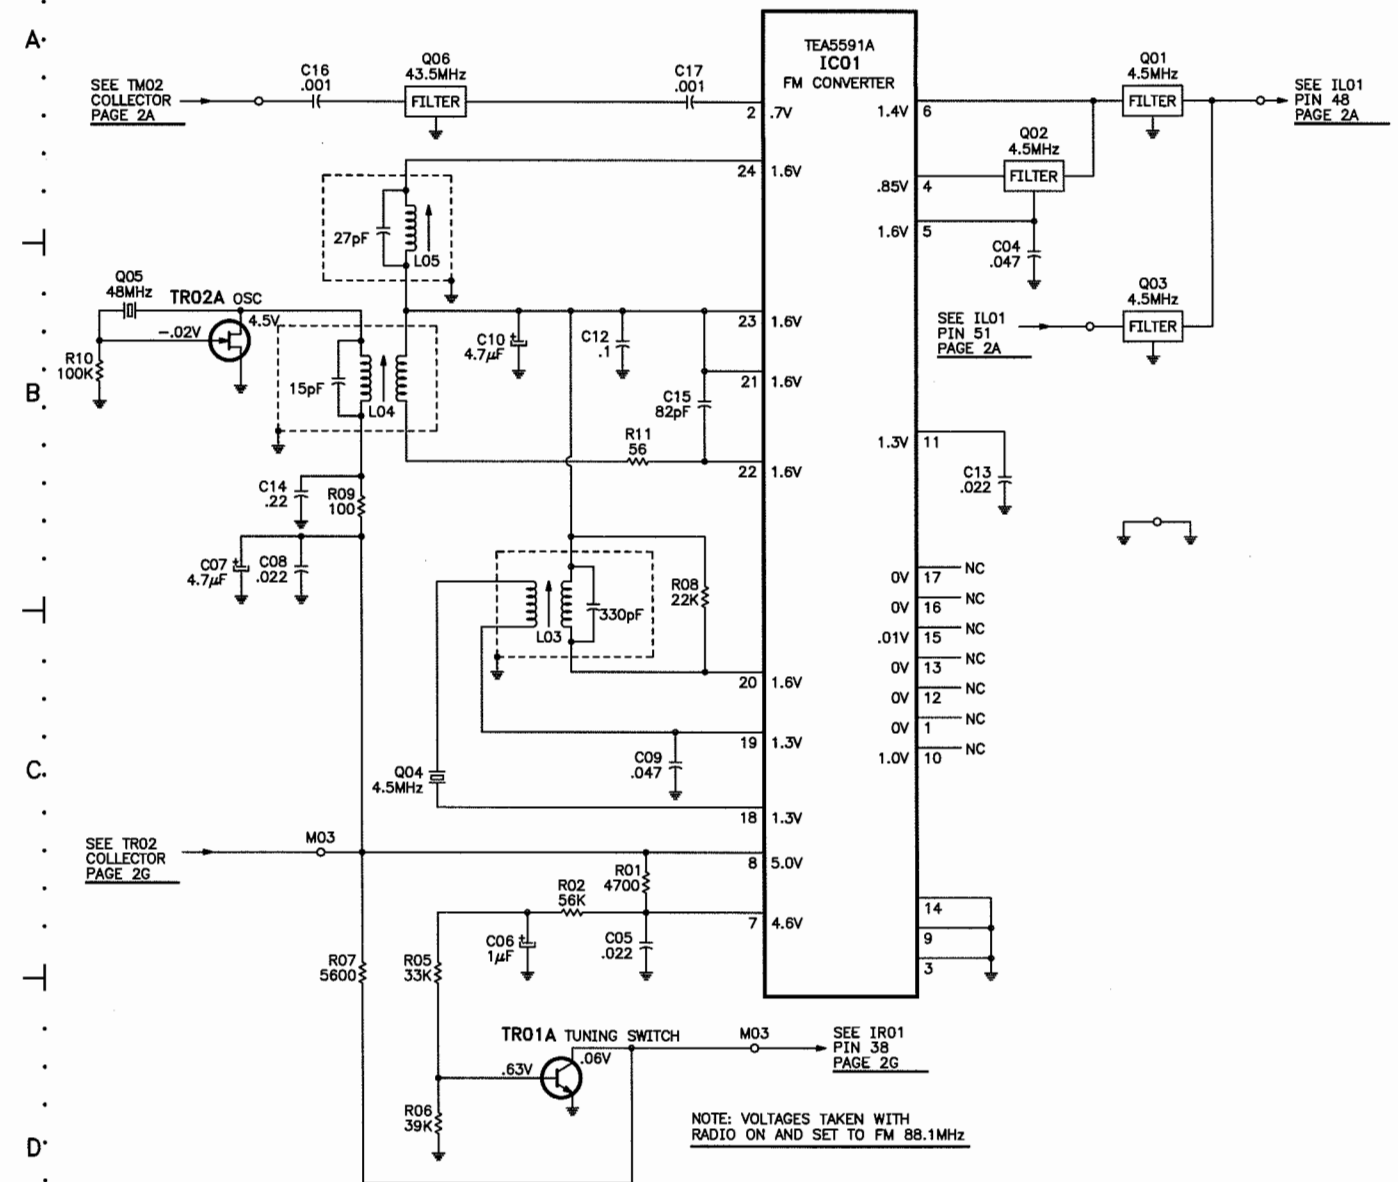 A
SEE TM02
COLLECTOR
PAGE 2A
C16
.001
Q06
43.5MHz
FILTER
C17
.001
2 .7V
TEA5591A
IC01
FM CONVERTER
1.4V 6
Q01
4.5MHz
FILTER
SEE IL01
PIN 48
PAGE 2A
Q02
4.5MHz
FILTER
24 1.6V
.85V 4
1.6V 5
C04
.047
27pF
L05
Q05
48MHz
TR02A OSC
4.5V
-.02V
R10
100K
C10
4.7µF
C12
.1
23 1.6V
SEE IL01
PIN 51
PAGE 2A
Q03
4.5MHz
FILTER
B
15pF
L04
21 1.6V
C15
82pF
R11
56
22 1.6V
1.3V 11
C13
.022
C14
.22
R09
100
C07
4.7µF
C08
.022
R08
22K
330pF
L03
0V 17 NC
0V 16 NC
.01V 15 NC
0V 13 NC
0V 12 NC
0V 1 NC
1.0V 10 NC
20 1.6V
19 1.3V
C09
.047
C
Q04
4.5MHz
18 1.3V
SEE TR02
COLLECTOR
PAGE 2G
M03
8 5.0V
R01
4700
R02
56K
7 4.6V
C06
1µF
C05
.022
14
9
3
R07
5600
R05
33K
TR01A TUNING SWITCH
M03
SEE IR01
PIN 38
PAGE 2G
.06V
.63V
R06
39K
NOTE: VOLTAGES TAKEN WITH
RADIO ON AND SET TO FM 88.1MHz
D